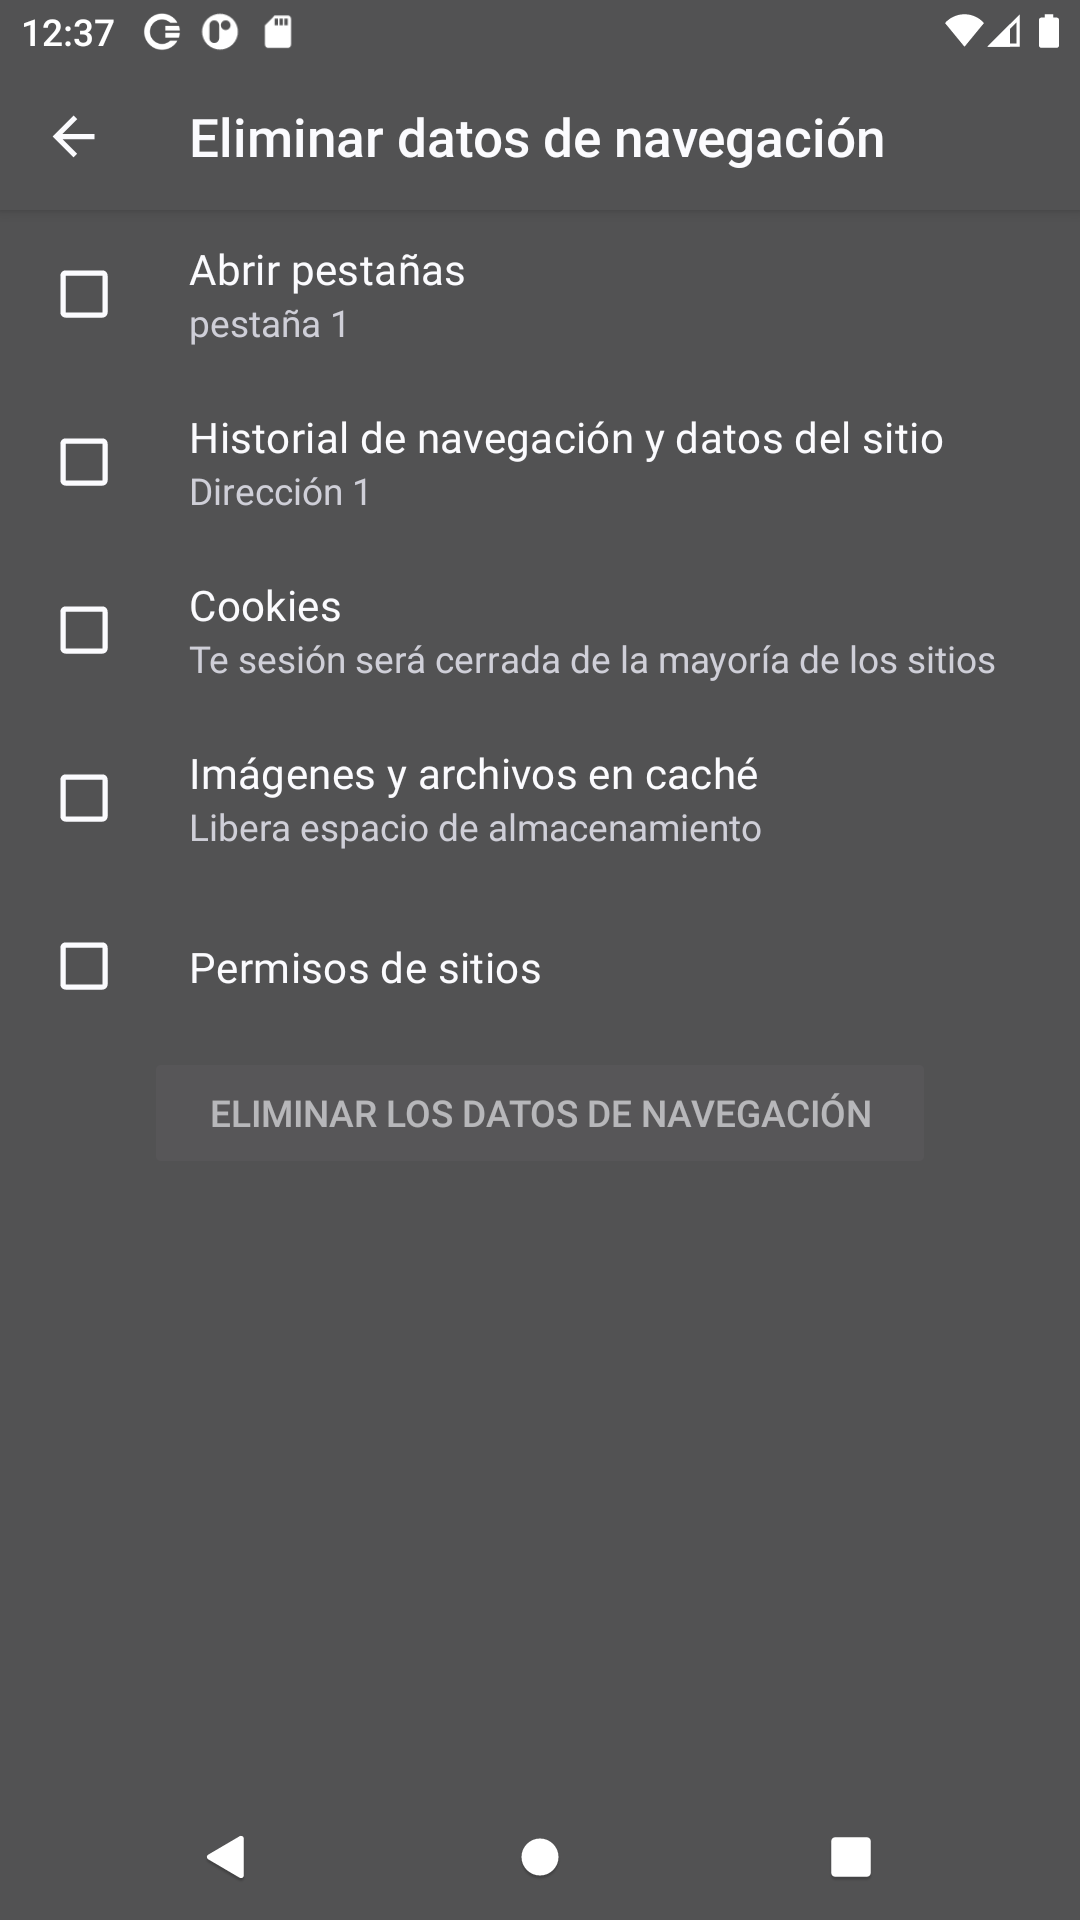 12:37
Eliminar datos de navegación
Abrir pestañas
pestaña 1
Historial de navegación y datos del sitio
Dirección 1
Cookies
Te sesión será cerrada de la mayoría de los sitios
Imágenes y archivos en caché
Libera espacio de almacenamiento
Permisos de sitios
ELIMINAR LOS DATOS DE NAVEGACIÓN